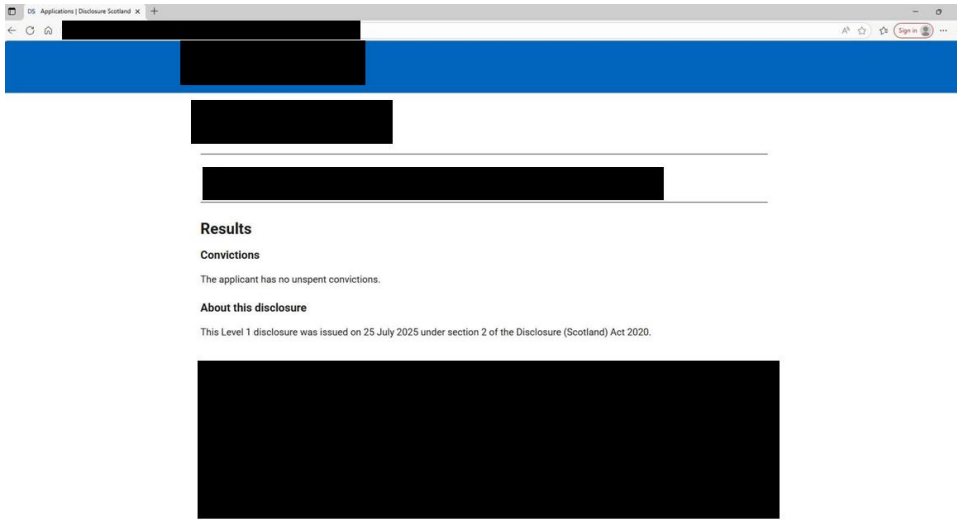 DS Applications | Disclosure Scotland
Sign in
Results
Convictions
The applicant has no unspent convictions.
About this disclosure
This Level 1 disclosure was issued on 25 July 2025 under section 2 of the Disclosure (Scotland) Act 2020.